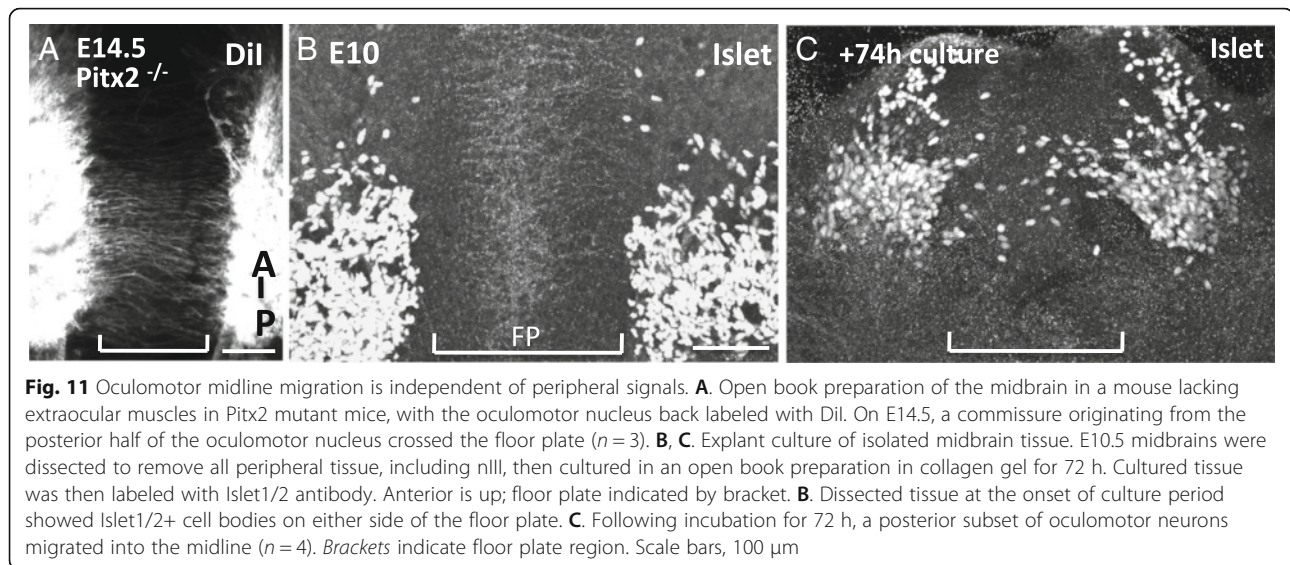 A E14.5 DiI
Pitx2 -/-
A
I
P
B E10 Islet
FP
C +74h culture Islet
Fig. 11 Oculomotor midline migration is independent of peripheral signals. A. Open book preparation of the midbrain in a mouse lacking
extraocular muscles in Pitx2 mutant mice, with the oculomotor nucleus back labeled with DiI. On E14.5, a commissure originating from the
posterior half of the oculomotor nucleus crossed the floor plate (n = 3). B, C. Explant culture of isolated midbrain tissue. E10.5 midbrains were
dissected to remove all peripheral tissue, including nIII, then cultured in an open book preparation in collagen gel for 72 h. Cultured tissue
was then labeled with Islet1/2 antibody. Anterior is up; floor plate indicated by bracket. B. Dissected tissue at the onset of culture period
showed Islet1/2+ cell bodies on either side of the floor plate. C. Following incubation for 72 h, a posterior subset of oculomotor neurons
migrated into the midline (n = 4). Brackets indicate floor plate region. Scale bars, 100 μm